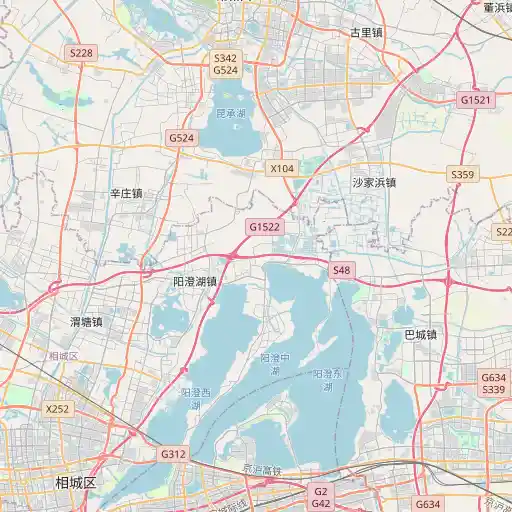 董浜镇
古里镇
S228
S342
G524
G1521
昆承湖
G524
X104
S359
沙家浜镇
辛庄镇
G1522
S22
S48
阳澄湖镇
渭塘镇
巴城镇
相城区
阳澄中
湖
阳澄东
湖
G634
S339
阳澄西
湖
X252
G312
京沪高铁
相城区
G2
G42
G634